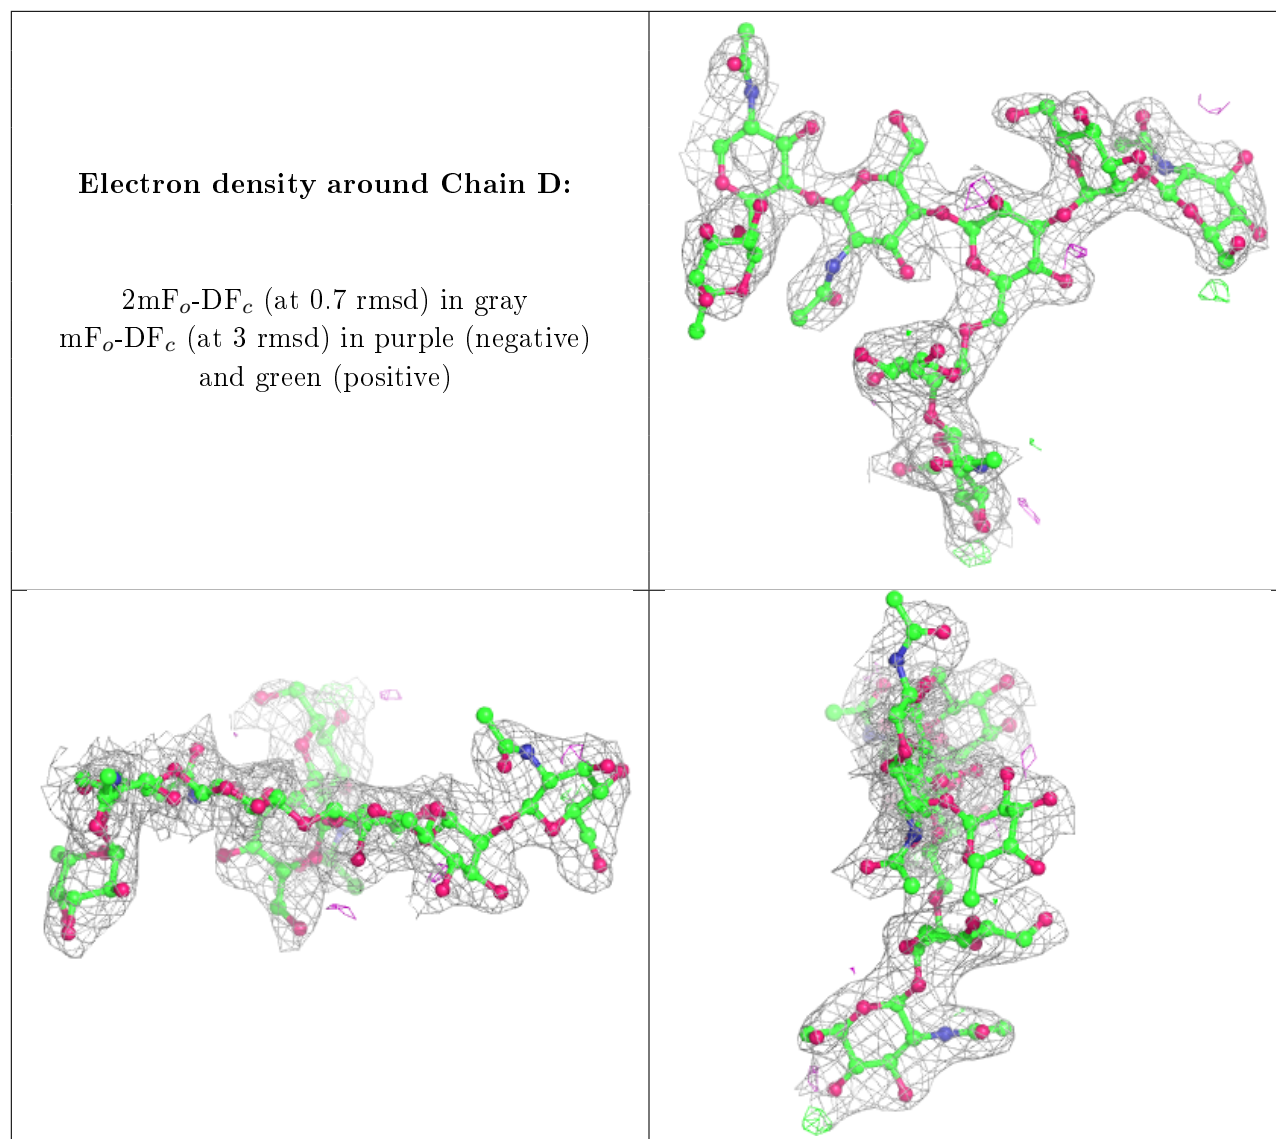 Electron density around Chain D:
2mFo-DFc (at 0.7 rmsd) in gray
mFo-DFc (at 3 rmsd) in purple (negative)
and green (positive)